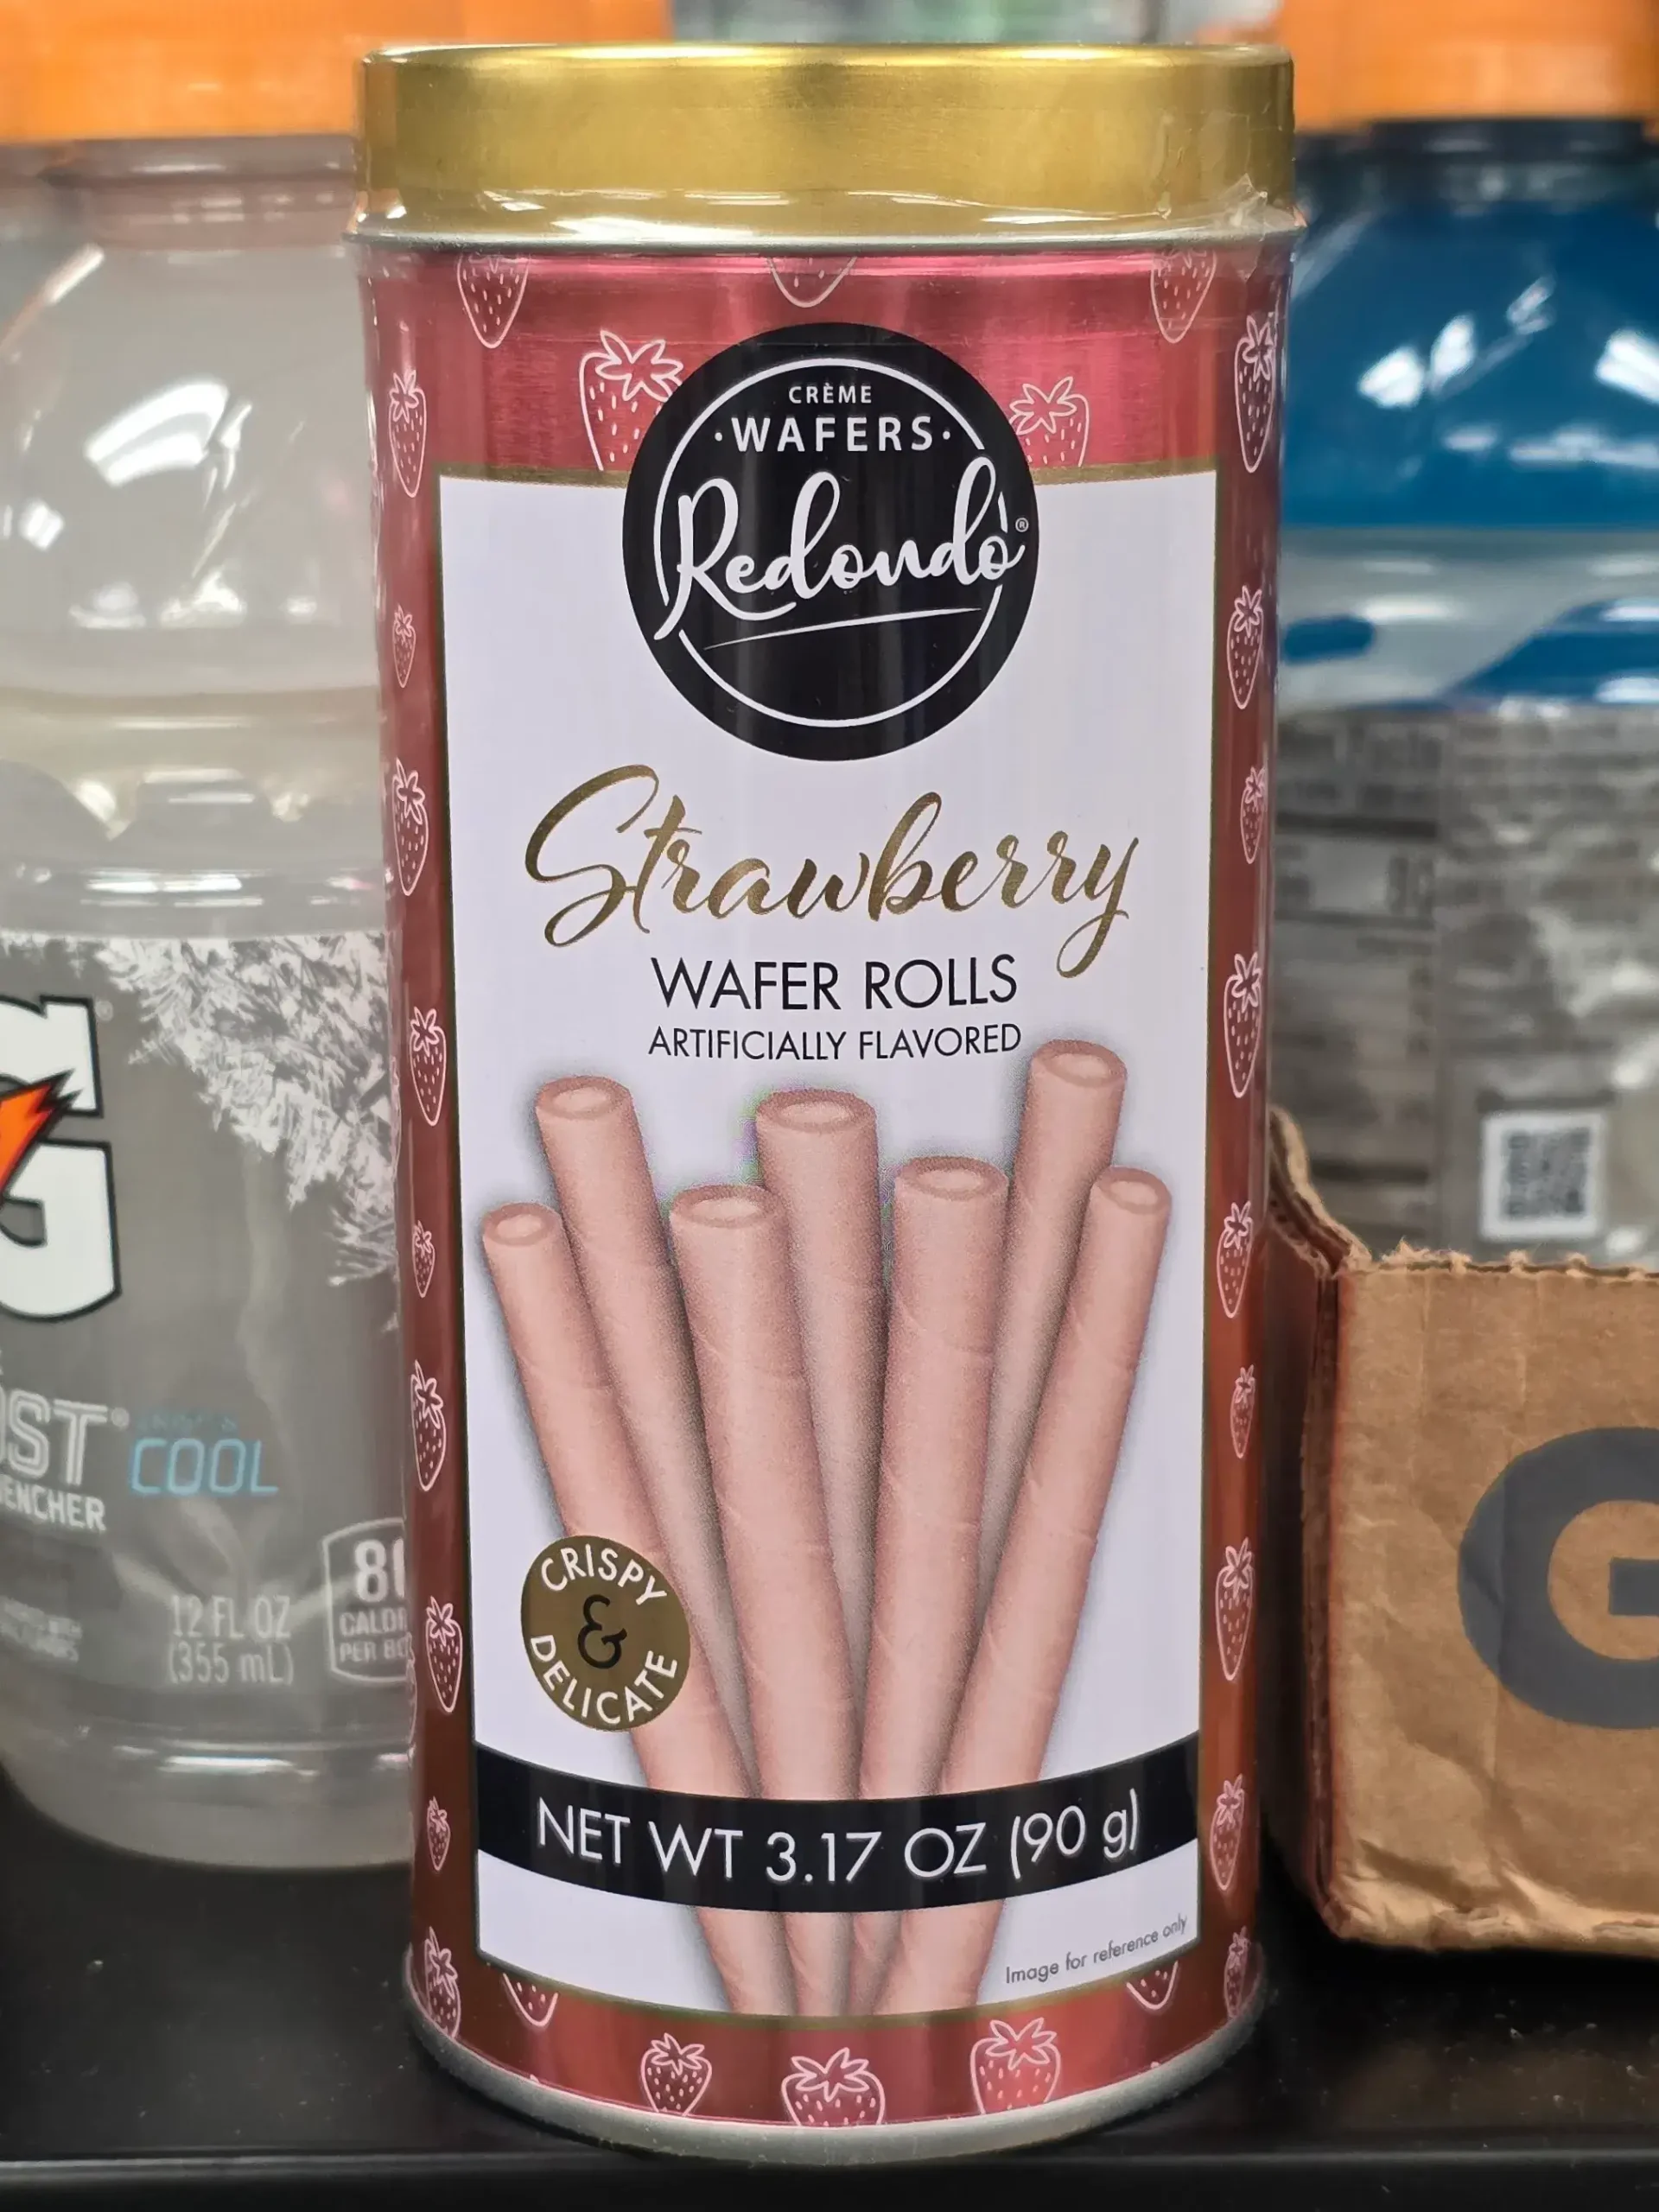 CRÈME
·WAFERS·
Redondo®
Strawberry
WAFER ROLLS
ARTIFICIALLY FLAVORED
CRISPY
&
DELICATE
NET WT 3.17 OZ (90 g)
Image for reference only
G
COOL
12 FL OZ
(355 mL)
G